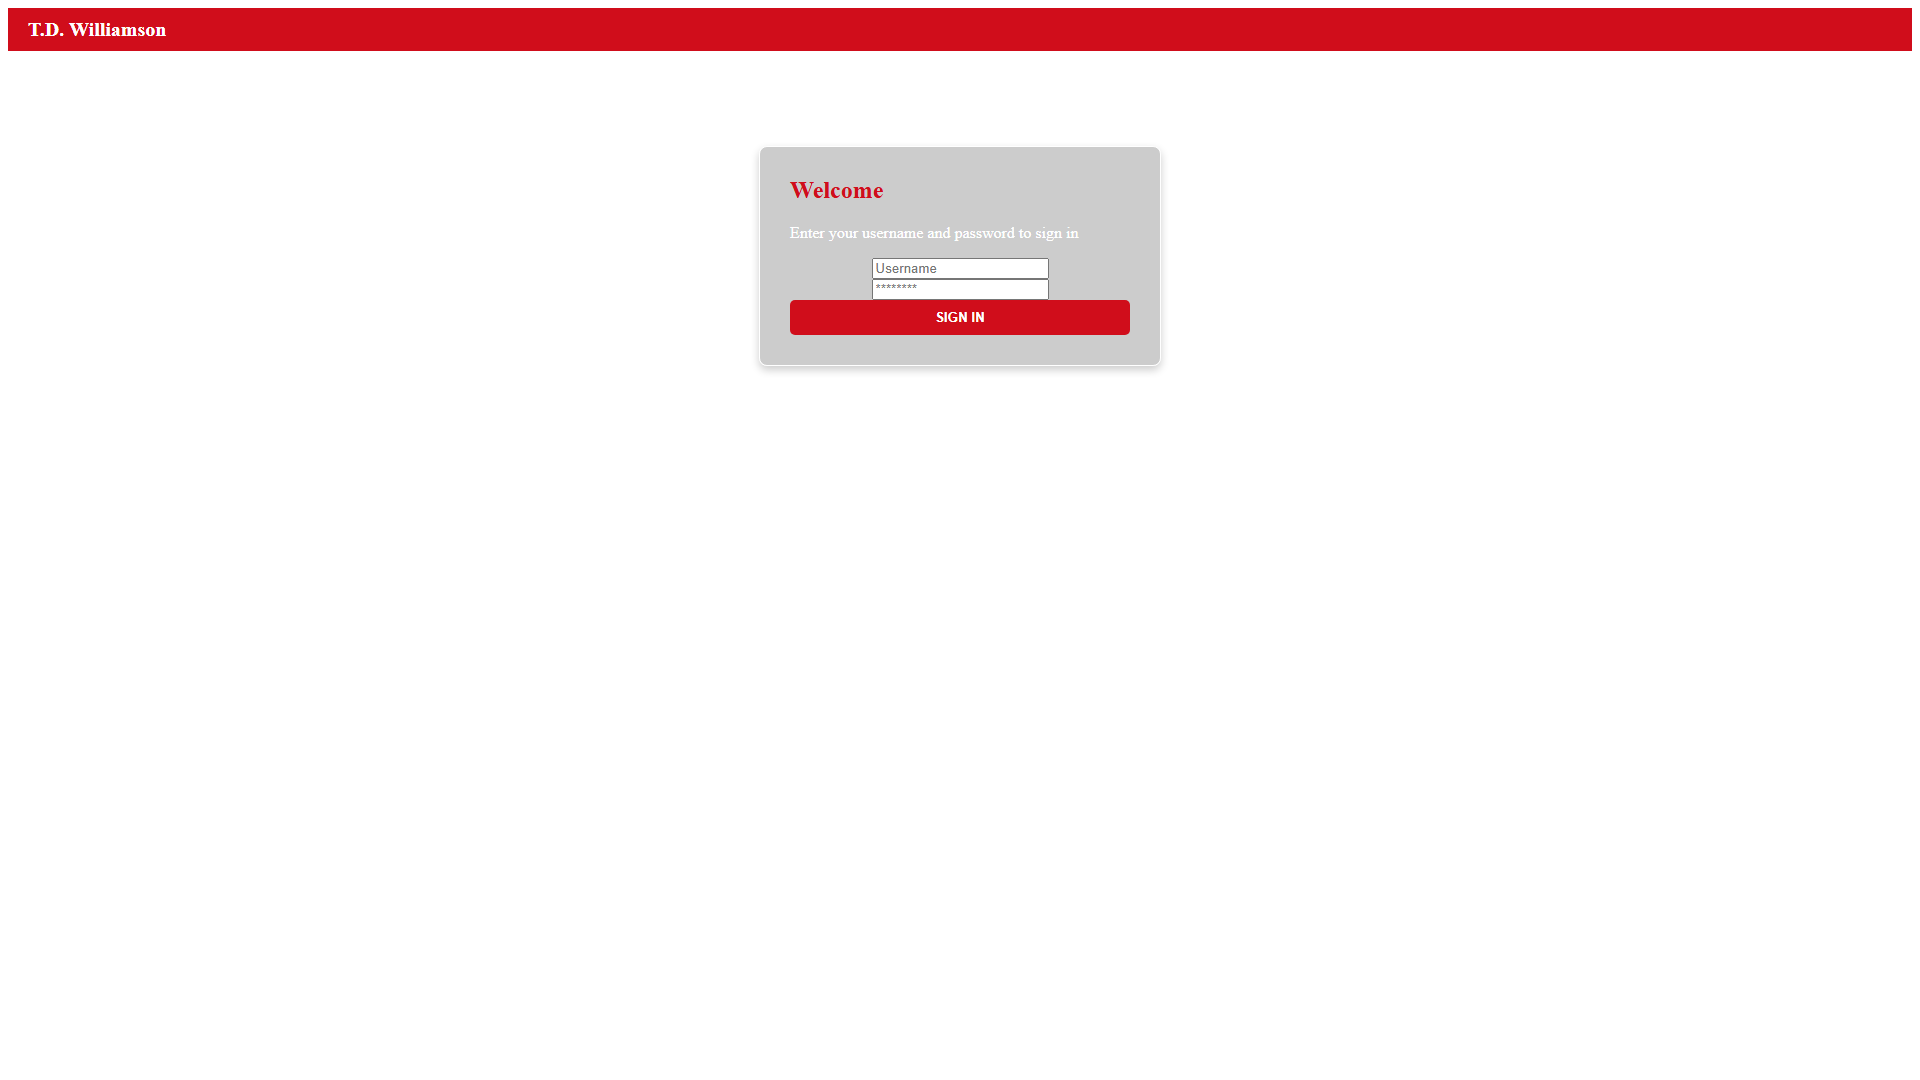 T.D. Williamson
Welcome
Enter your username and password to sign in
Username
********
SIGN IN